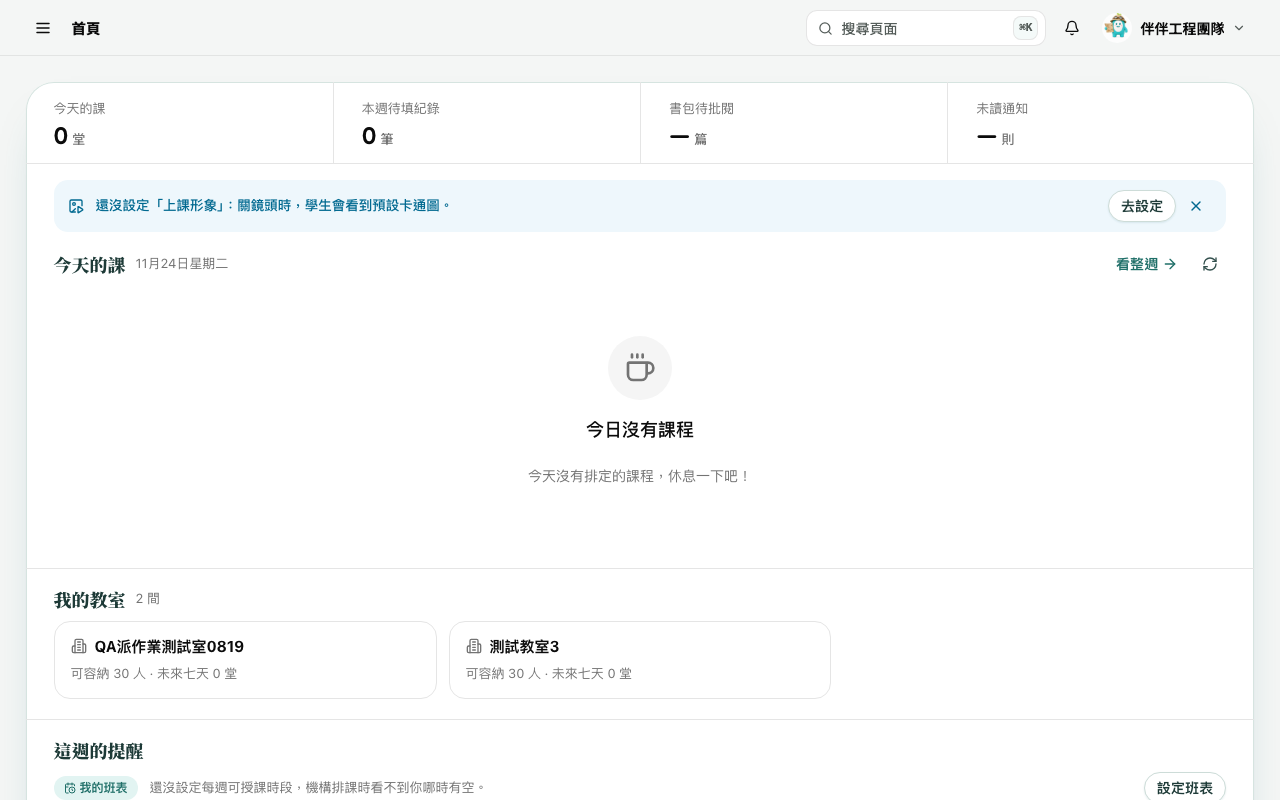 首頁
搜尋頁面
⌘K
伴伴工程團隊
今天的課
0 堂
本週待填紀錄
0 筆
書包待批閱
— 篇
未讀通知
— 則
還沒設定「上課形象」：關鏡頭時，學生會看到預設卡通圖。
去設定
今天的課 11月24日星期二
看整週 →
今日沒有課程
今天沒有排定的課程，休息一下吧！
我的教室 2 間
QA派作業測試室0819
可容納 30 人 · 未來七天 0 堂
測試教室3
可容納 30 人 · 未來七天 0 堂
這週的提醒
我的班表 還沒設定每週可授課時段，機構排課時看不到你哪時有空。
設定班表